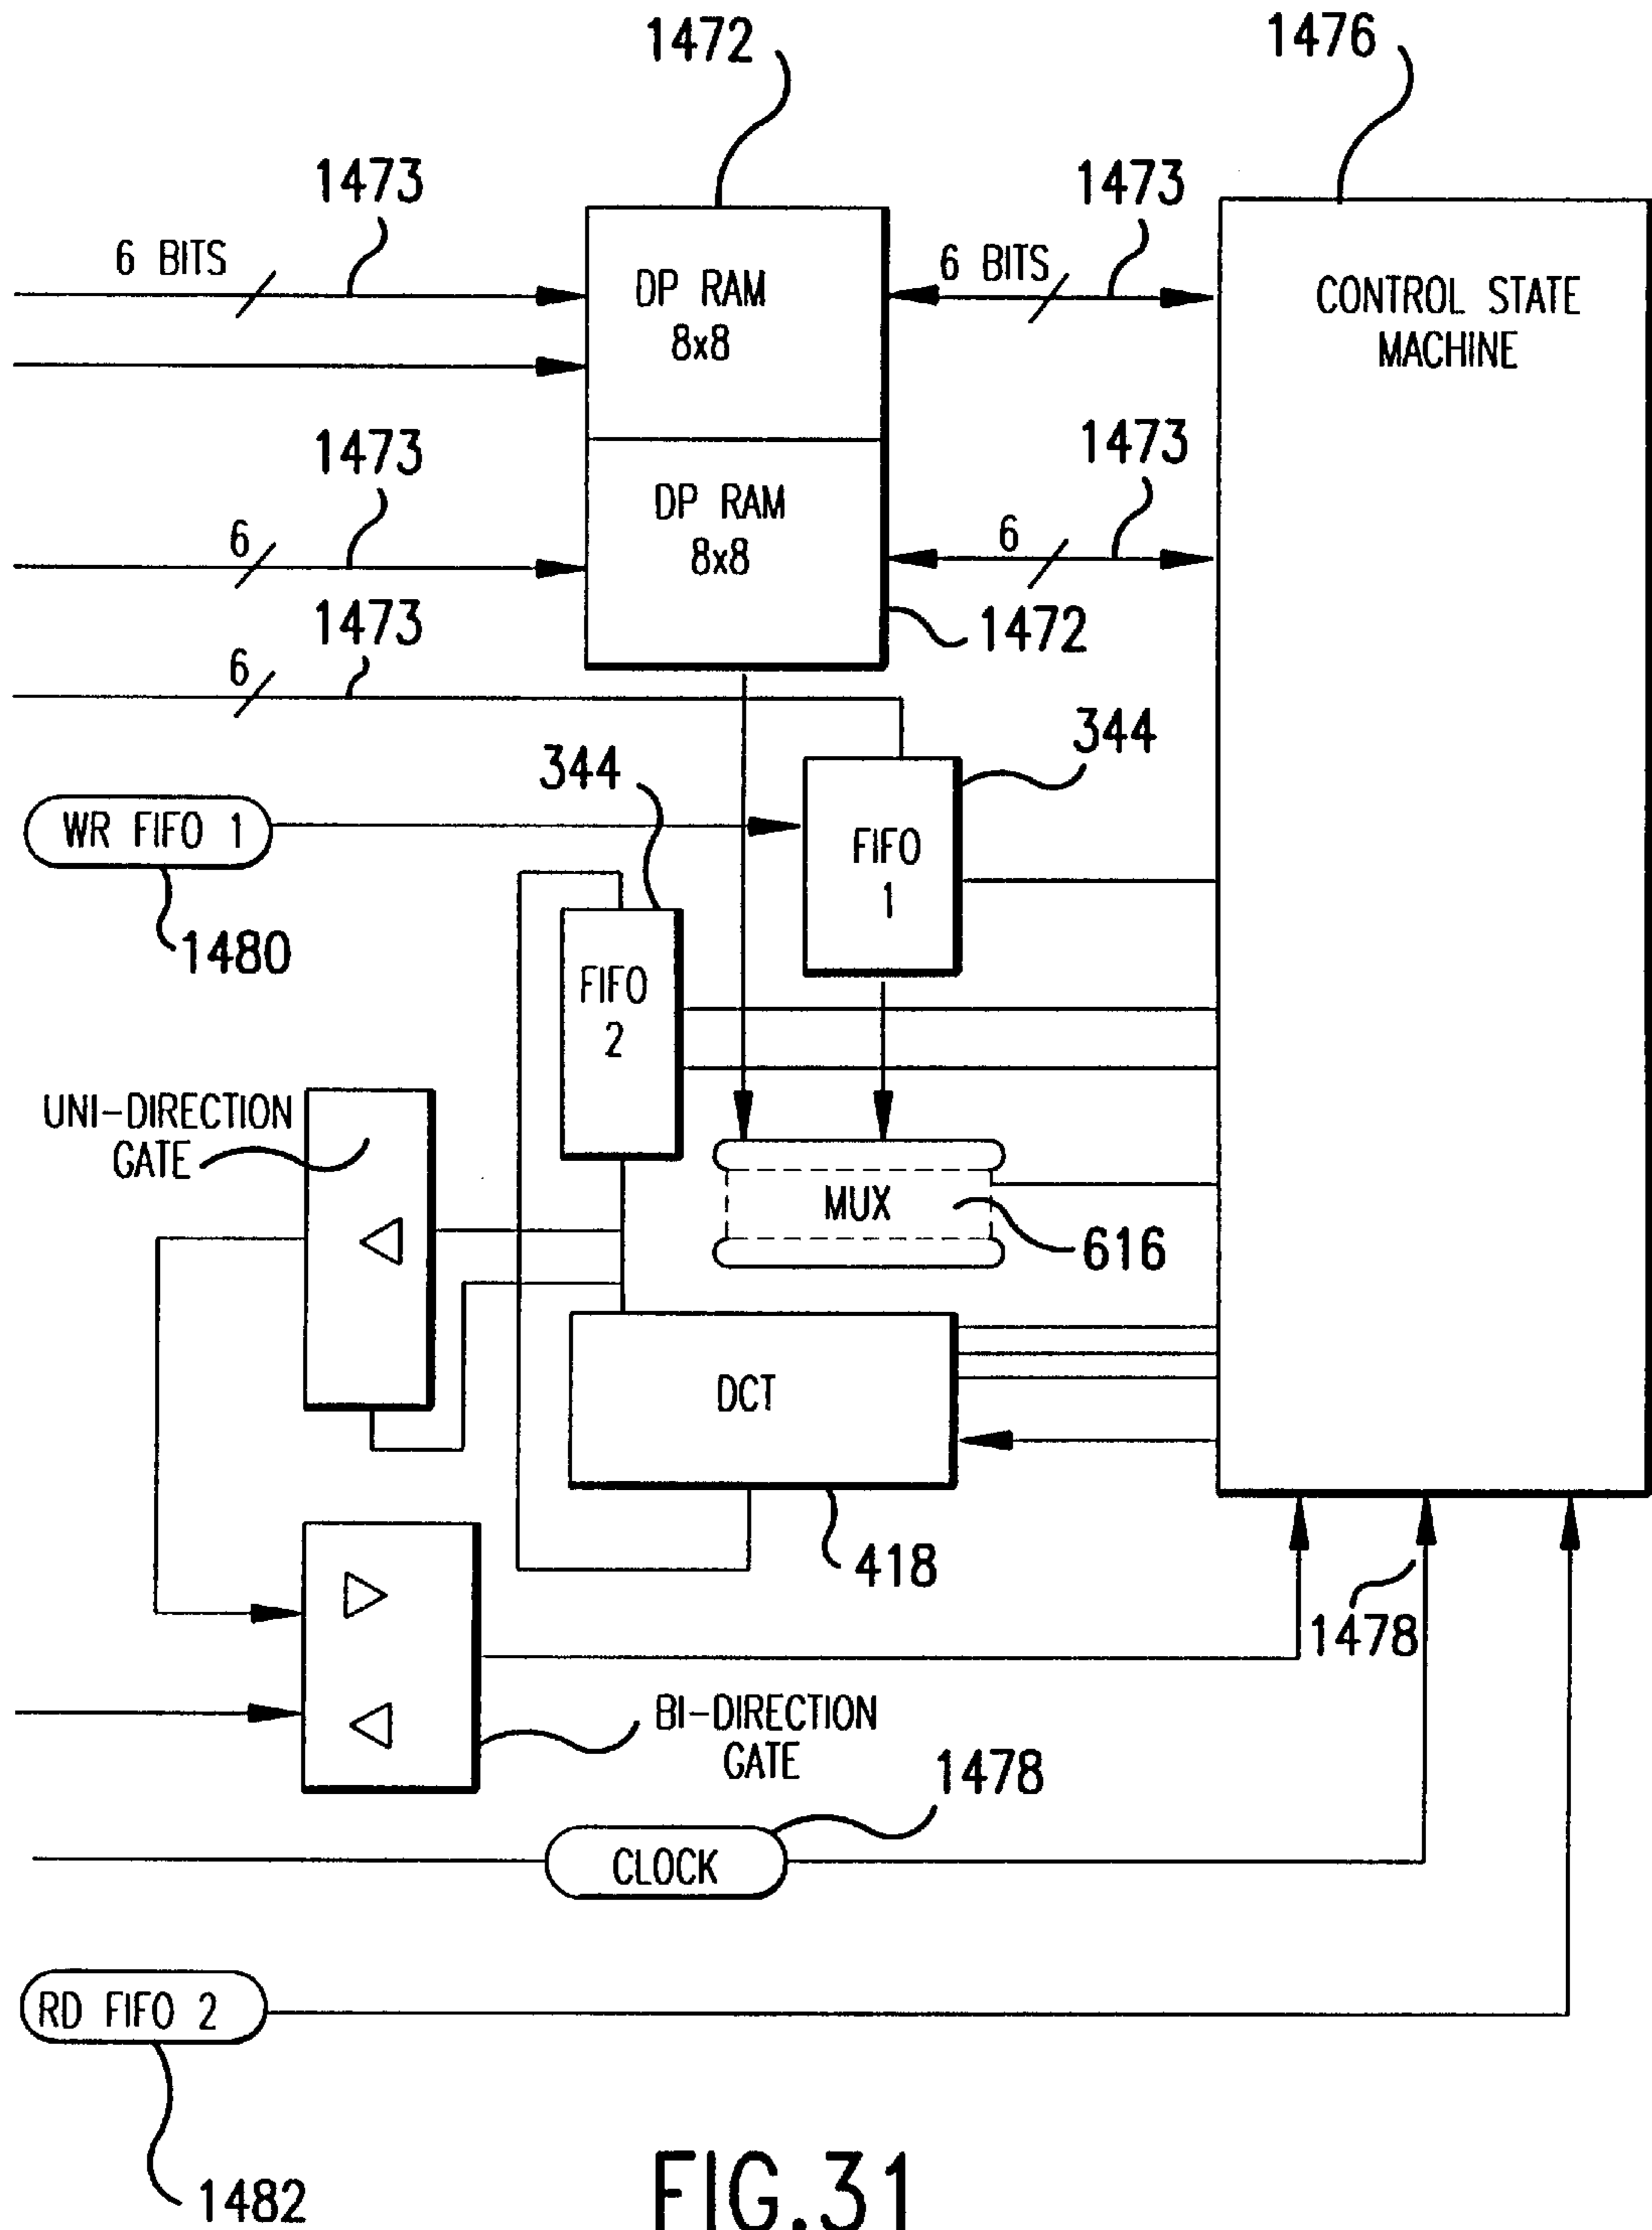 1472
1476
1473
1473
6 BITS
6 BITS
DP RAM
8x8
CONTROL STATE
MACHINE
1473
1473
DP RAM
8x8
6
6
1473
1472
6
344
344
WR FIFO 1
FIFO
1
1480
FIFO
2
UNI-DIRECTION
GATE
MUX
616
DCT
418
1478
BI-DIRECTION
GATE
1478
CLOCK
RD FIFO 2
1482
FIG.31